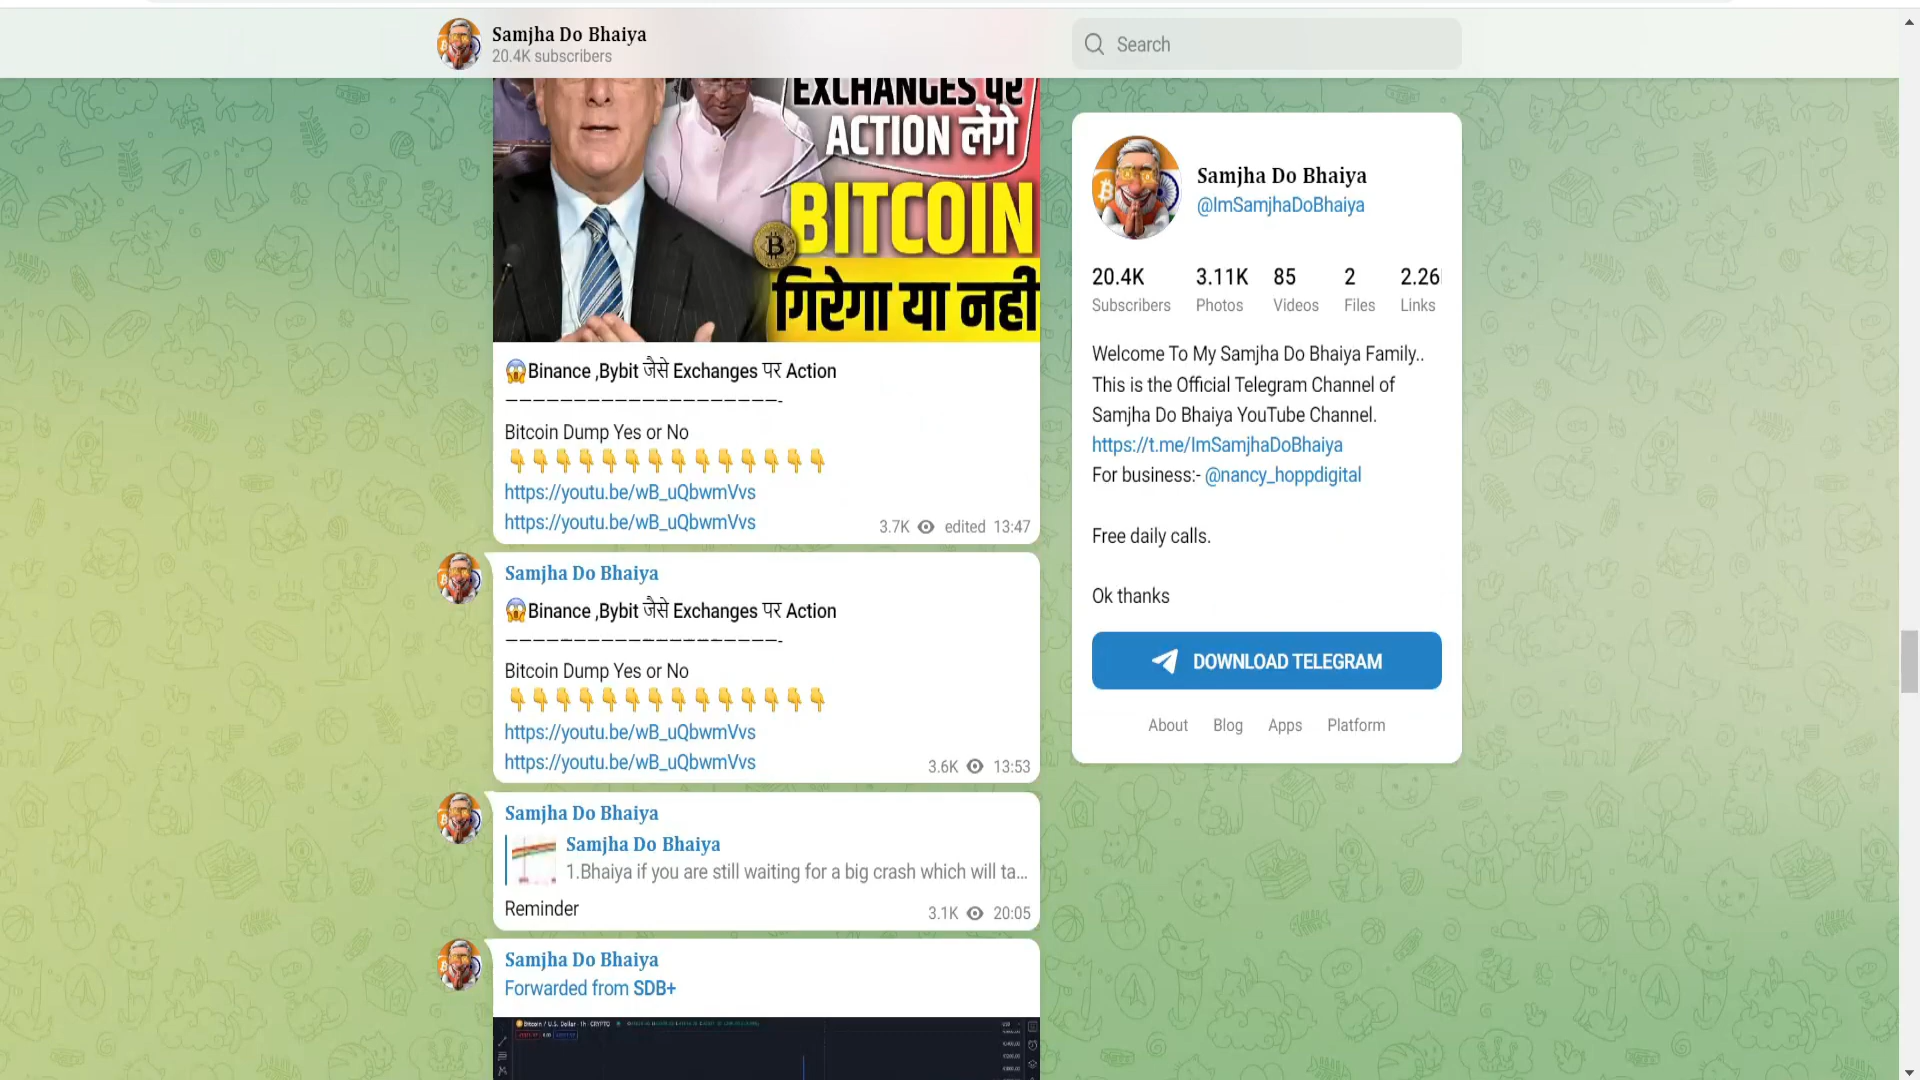 Samjha Do Bhaiya
20.4K subscribers
Search
EXCHANGES पर
ACTION लेंगे
BITCOIN
गिरेगा या नही
😱Binance ,Bybit जैसे Exchanges पर Action
————————————————————-
Bitcoin Dump Yes or No
👇👇👇👇👇👇👇👇👇👇👇👇👇👇
https://youtu.be/wB_uQbwmVvs
https://youtu.be/wB_uQbwmVvs
3.7K edited 13:47
Samjha Do Bhaiya
😱Binance ,Bybit जैसे Exchanges पर Action
————————————————————-
Bitcoin Dump Yes or No
👇👇👇👇👇👇👇👇👇👇👇👇👇👇
https://youtu.be/wB_uQbwmVvs
https://youtu.be/wB_uQbwmVvs
3.6K 13:53
Samjha Do Bhaiya
Samjha Do Bhaiya
1.Bhaiya if you are still waiting for a big crash which will ta...
Reminder
3.1K 20:05
Samjha Do Bhaiya
Forwarded from SDB+
Bitcoin / U.S. Dollar · 1h · CRYPTO
Samjha Do Bhaiya
@ImSamjhaDoBhaiya
20.4K 3.11K 85 2 2.26
Subscribers Photos Videos Files Links
Welcome To My Samjha Do Bhaiya Family..
This is the Official Telegram Channel of
Samjha Do Bhaiya YouTube Channel.
https://t.me/ImSamjhaDoBhaiya
For business:- @nancy_hoppdigital
Free daily calls.
Ok thanks
DOWNLOAD TELEGRAM
About Blog Apps Platform